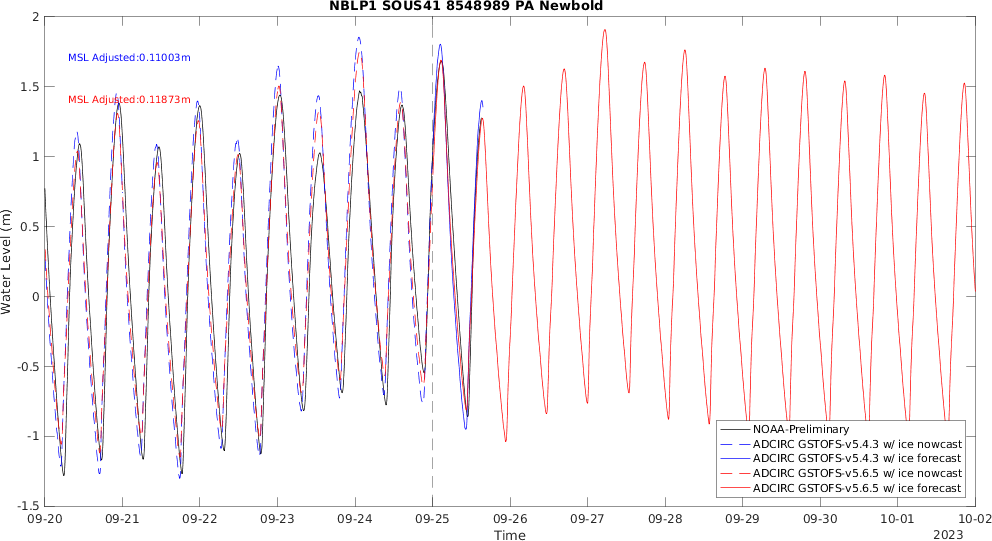 NBLP1 SOUS41 8548989 PA Newbold
MSL Adjusted:0.11003m
MSL Adjusted:0.11873m
Water Level (m)
2
1.5
1
0.5
0
-0.5
-1
-1.5
NOAA-Preliminary
ADCIRC GSTOFS-v5.4.3 w/ ice nowcast
ADCIRC GSTOFS-v5.4.3 w/ ice forecast
ADCIRC GSTOFS-v5.6.5 w/ ice nowcast
ADCIRC GSTOFS-v5.6.5 w/ ice forecast
09-20 09-21 09-22 09-23 09-24 09-25 09-26 09-27 09-28 09-29 09-30 10-01 10-02
Time
2023